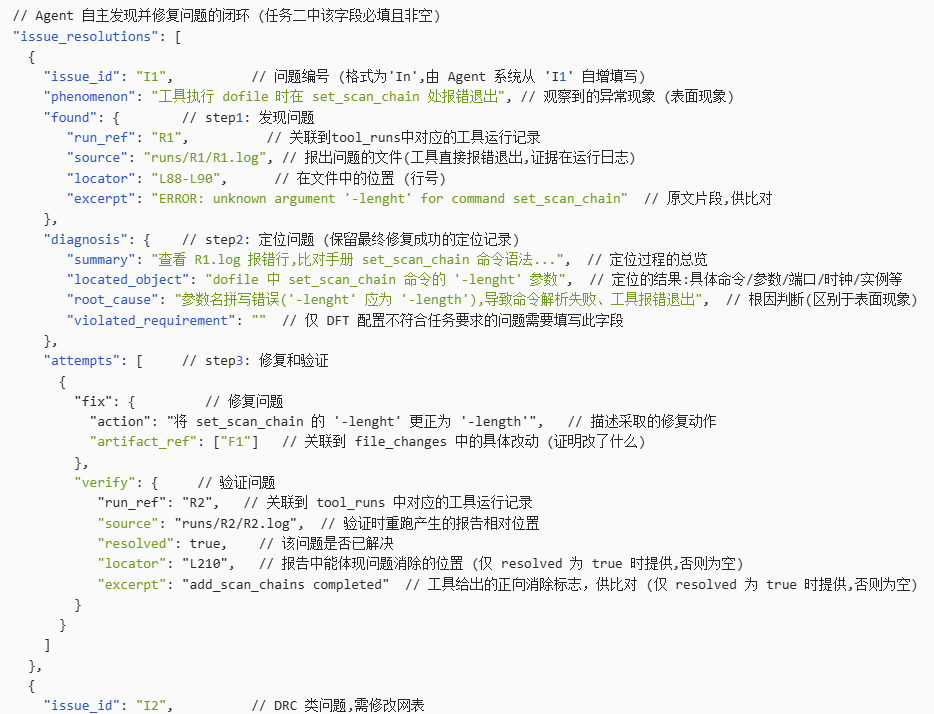 // Agent 自主发现并修复问题的闭环 (任务二中该字段必填且非空)
"issue_resolutions": [
  {
    "issue_id": "I1",          // 问题编号 (格式为'In',由 Agent 系统从 'I1' 自增填写)
    "phenomenon": "工具执行 dofile 时在 set_scan_chain 处报错退出", // 观察到的异常现象 (表面现象)
    "found": {        // step1: 发现问题
       "run_ref": "R1",          // 关联到tool_runs中对应的工具运行记录
       "source": "runs/R1/R1.log", // 报出问题的文件(工具直接报错退出,证据在运行日志)
       "locator": "L88-L90",      // 在文件中的位置 (行号)
       "excerpt": "ERROR: unknown argument '-lenght' for command set_scan_chain"  // 原文片段,供比对
    },
    "diagnosis": {    // step2: 定位问题 (保留最终修复成功的定位记录)
       "summary": "查看 R1.log 报错行,比对手册 set_scan_chain 命令语法...",  // 定位过程的总览
       "located_object": "dofile 中 set_scan_chain 命令的 '-lenght' 参数",  // 定位的结果:具体命令/参数/端口/时钟/实例等
       "root_cause": "参数名拼写错误('-lenght' 应为 '-length'),导致命令解析失败、工具报错退出",  // 根因判断(区别于表面现象)
       "violated_requirement": ""  // 仅 DFT 配置不符合任务要求的问题需要填写此字段
    },
    "attempts": [     // step3: 修复和验证
      {
        "fix": {         // 修复问题
          "action": "将 set_scan_chain 的 '-lenght' 更正为 '-length'",   // 描述采取的修复动作
          "artifact_ref": ["F1"]   // 关联到 file_changes 中的具体改动 (证明改了什么)
        },
        "verify": {     // 验证问题
           "run_ref": "R2",   // 关联到 tool_runs 中对应的工具运行记录
           "source": "runs/R2/R2.log",  // 验证时重跑产生的报告相对位置
           "resolved": true,    // 该问题是否已解决
           "locator": "L210",   // 报告中能体现问题消除的位置 (仅 resolved 为 true 时提供,否则为空)
           "excerpt": "add_scan_chains completed"  // 工具给出的正向消除标志, 供比对 (仅 resolved 为 true 时提供,否则为空)
        }
      }
    ]
  },
  {
    "issue_id": "I2",          // DRC 类问题,需修改网表